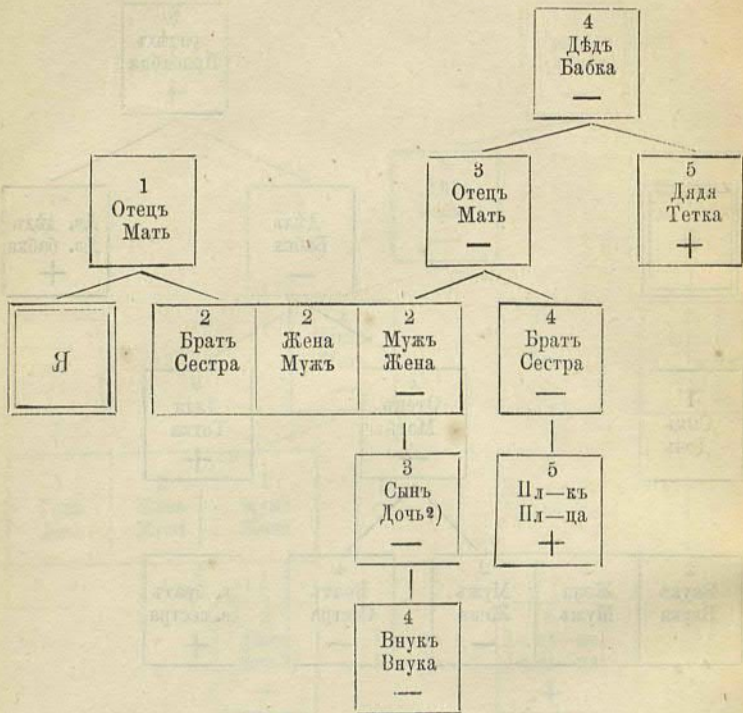 4
Дѣдъ
Бабка
—
1
Отецъ
Мать
3
Отецъ
Мать
—
5
Дядя
Тетка
+
Я
2
Братъ
Сестра
2
Жена
Мужъ
2
Мужъ
Жена
—
4
Братъ
Сестра
—
3
Сынъ
Дочь²)
—
5
Пл—къ
Пл—ца
+
4
Внукъ
Внука
—